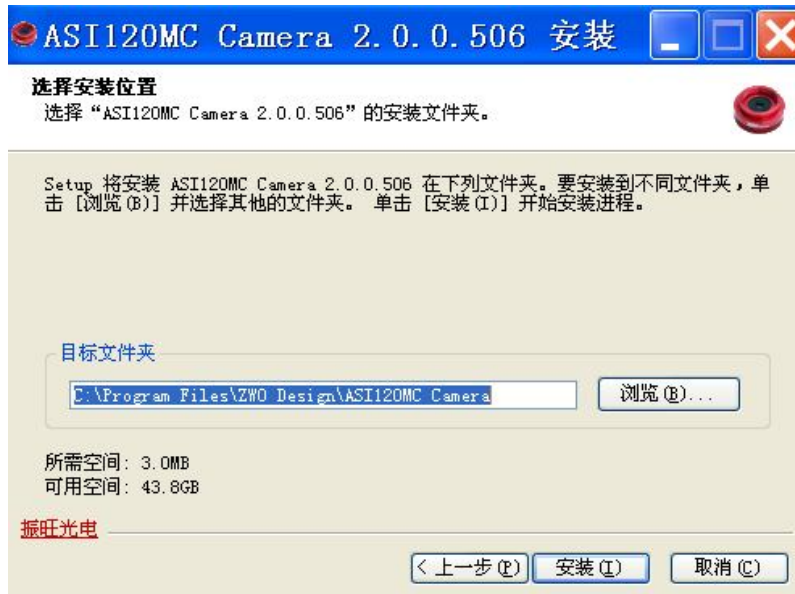 ASI120MC Camera 2.0.0.506 安装
选择安装位置
选择“ASI120MC Camera 2.0.0.506”的安装文件夹。
Setup 将安装 ASI120MC Camera 2.0.0.506 在下列文件夹。要安装到不同文件夹，单
击 [浏览(B)] 并选择其他的文件夹。 单击 [安装(I)] 开始安装进程。
目标文件夹
C:\Program Files\ZWO Design\ASI120MC Camera
浏览(B)...
所需空间: 3.0MB
可用空间: 43.8GB
振旺光电
< 上一步(P) 安装(I) 取消(C)